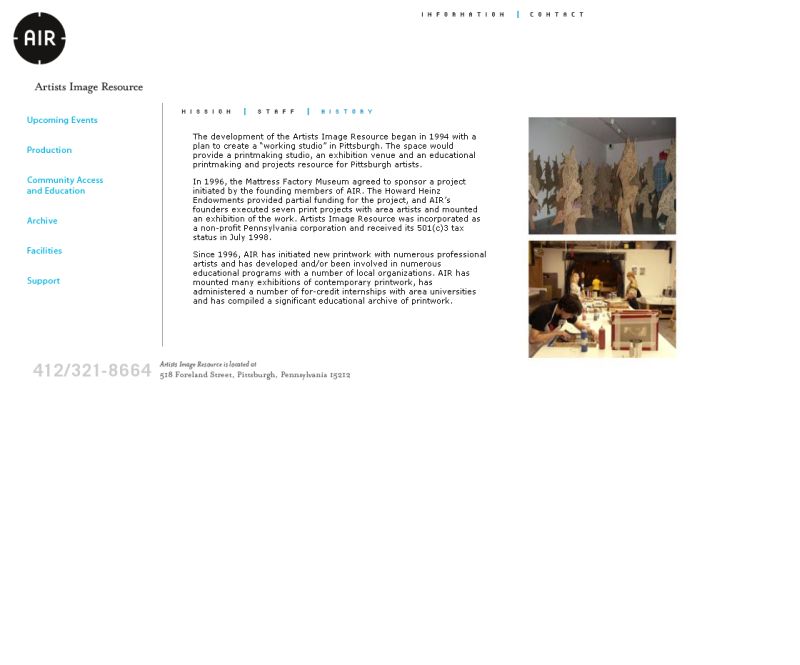 INFORMATION | CONTACT
AIR
Artists Image Resource
MISSION | STAFF | HISTORY
Upcoming Events
Production
Community Access
and Education
Archive
Facilities
Support
The development of the Artists Image Resource began in 1994 with a
plan to create a "working studio" in Pittsburgh. The space would
provide a printmaking studio, an exhibition venue and an educational
printmaking and projects resource for Pittsburgh artists.
In 1996, the Mattress Factory Museum agreed to sponsor a project
initiated by the founding members of AIR. The Howard Heinz
Endowments provided partial funding for the project, and AIR's
founders executed seven print projects with area artists and mounted
an exhibition of the work. Artists Image Resource was incorporated as
a non-profit Pennsylvania corporation and received its 501(c)3 tax
status in July 1998.
Since 1996, AIR has initiated new printwork with numerous professional
artists and has developed and/or been involved in numerous
educational programs with a number of local organizations. AIR has
mounted many exhibitions of contemporary printwork, has
administered a number of for-credit internships with area universities
and has compiled a significant educational archive of printwork.
412/321-8664
Artists Image Resource is located at
518 Foreland Street, Pittsburgh, Pennsylvania 15212